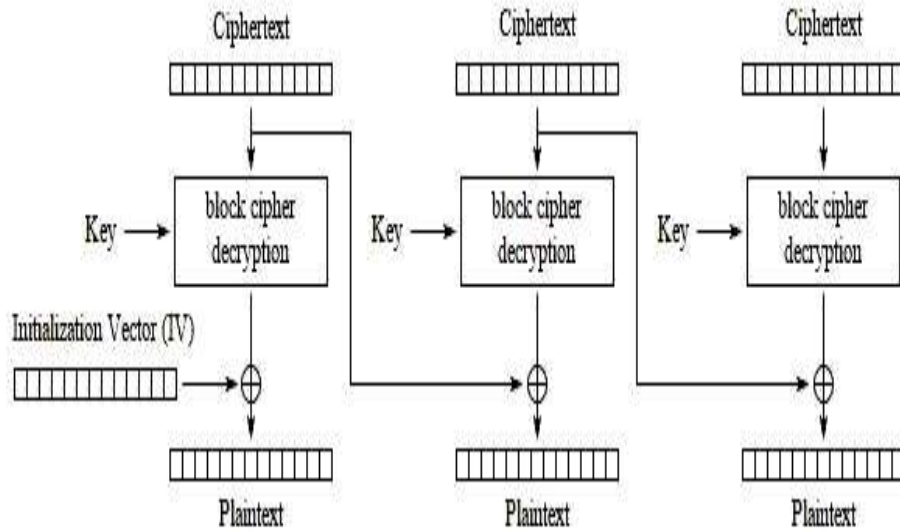 Ciphertext
Ciphertext
Ciphertext
Key
block cipher
decryption
Key
block cipher
decryption
Key
block cipher
decryption
Initialization Vector (IV)
Plaintext
Plaintext
Plaintext